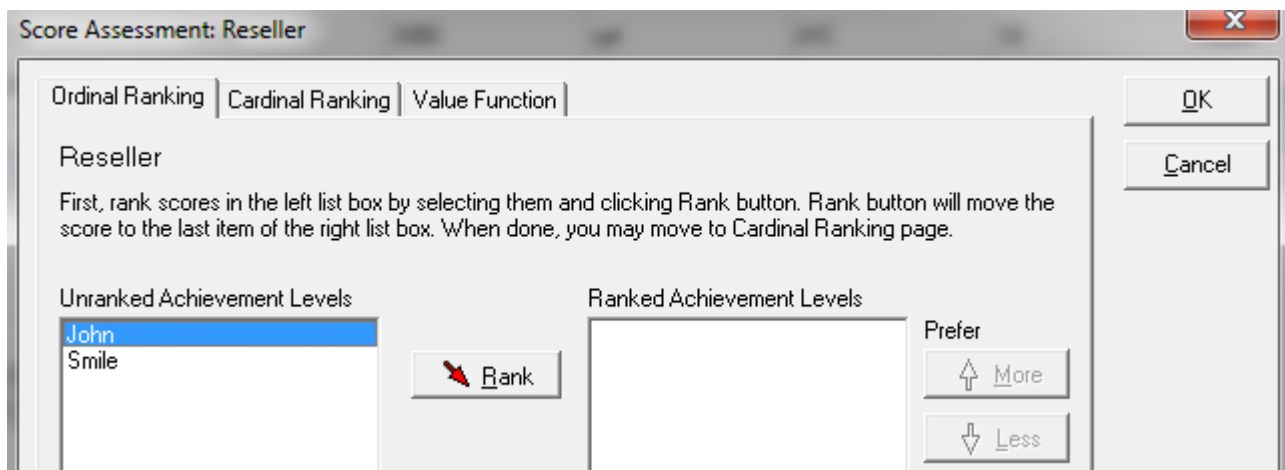 Score Assessment: Reseller
Ordinal Ranking Cardinal Ranking Value Function
OK
Cancel
Reseller
First, rank scores in the left list box by selecting them and clicking Rank button. Rank button will move the
score to the last item of the right list box. When done, you may move to Cardinal Ranking page.
Unranked Achievement Levels
John
Smile
Rank
Ranked Achievement Levels
Prefer
More
Less